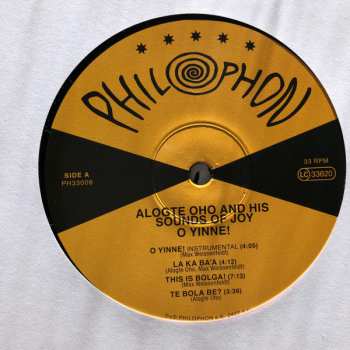 PHILOPHON
SIDE A
PH33006
33 RPM
LC 33620
ALOGTE OHO AND HIS
SOUNDS OF JOY
O YINNE!
O YINNE! INSTRUMENTAL (4:05)
(Max Weissenfeldt)
LA KA BA'A (4:12)
(Alogte Oho, Max Weissenfeldt)
THIS IS BOLGA! (7:13)
(Max Weissenfeldt)
TE BOLA BE? (3:36)
(Alogte Oho)
PHILOPHON